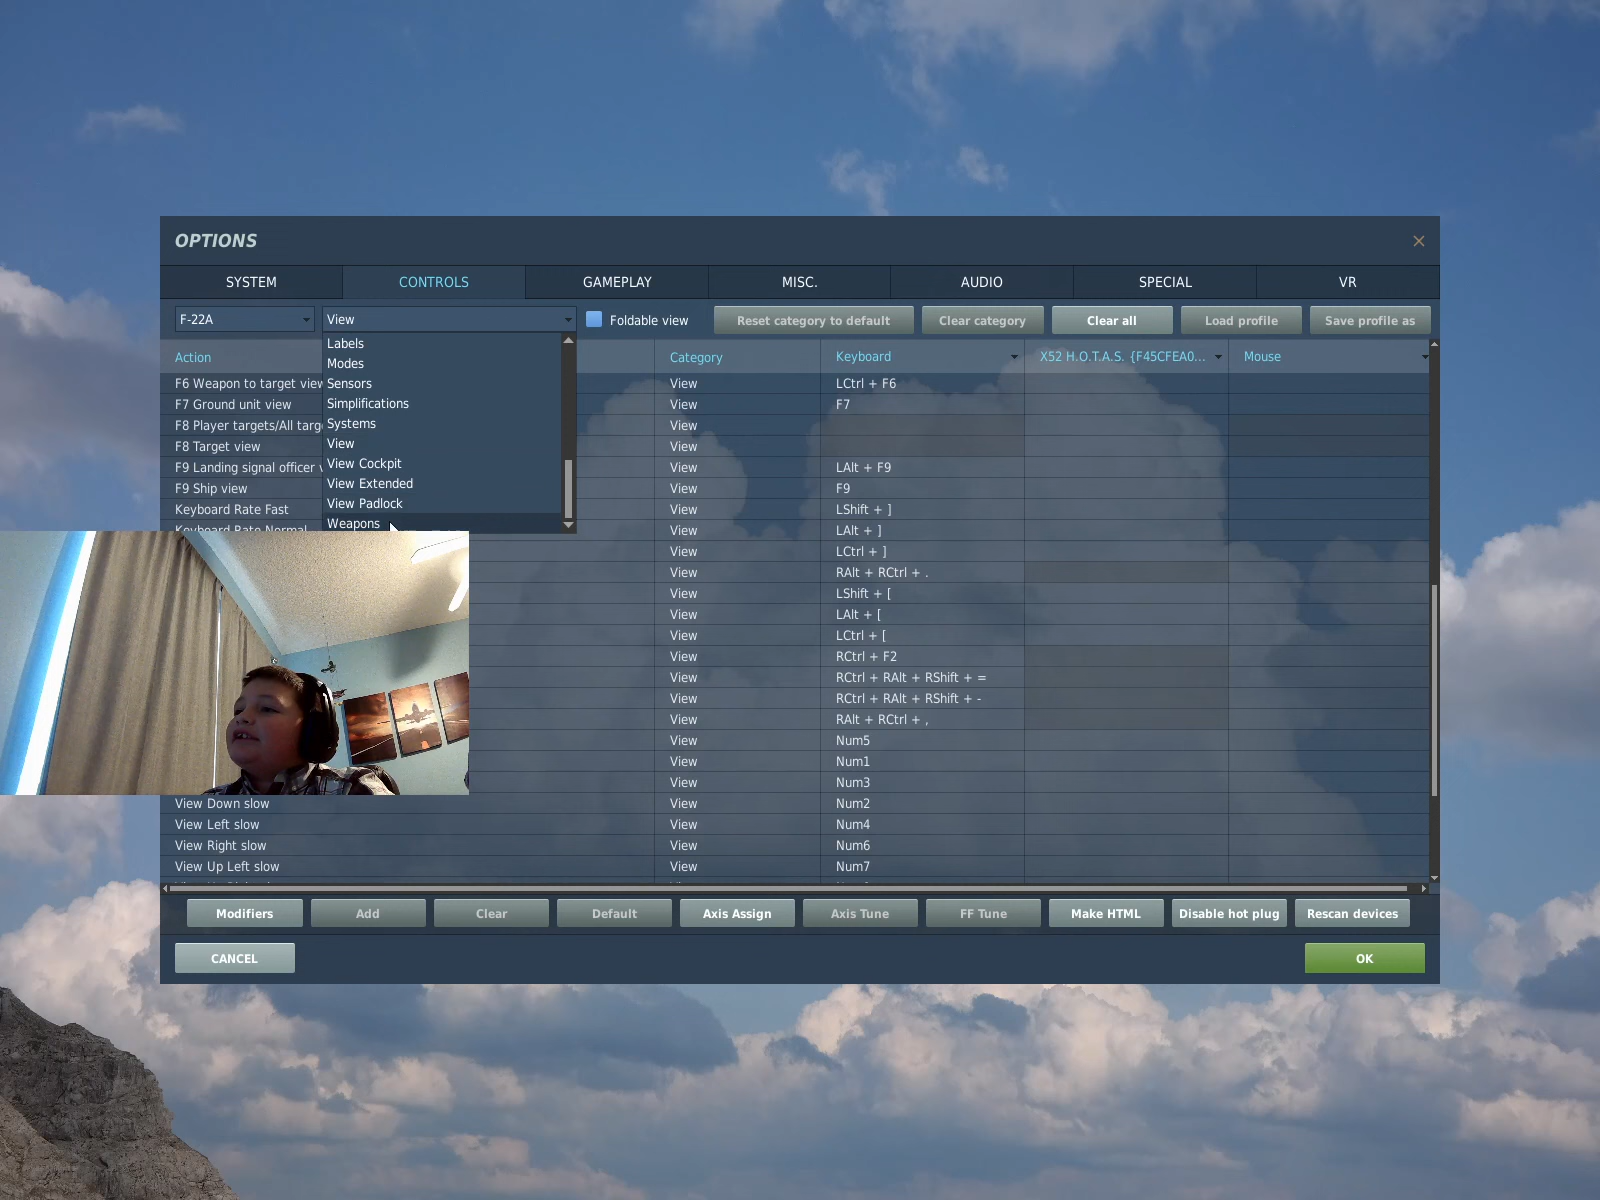 OPTIONS
SYSTEM CONTROLS GAMEPLAY MISC. AUDIO SPECIAL VR
F-22A View Foldable view Reset category to default Clear category Clear all Load profile Save profile as
Labels
Action Category Keyboard X52 H.O.T.A.S. {F45CFEA0... Mouse
Modes
F6 Weapon to target view Sensors View LCtrl + F6
F7 Ground unit view Simplifications View F7
F8 Player targets/All targ Systems View
F8 Target view View View
F9 Landing signal officer v View Cockpit View LAlt + F9
F9 Ship view View Extended View F9
Keyboard Rate Fast View Padlock View LShift + ]
Keyboard Rate Normal Weapons View LAlt + ]
View LCtrl + ]
View RAlt + RCtrl + .
View LShift + [
View LAlt + [
View LCtrl + [
View RCtrl + F2
View RCtrl + RAlt + RShift + =
View RCtrl + RAlt + RShift + -
View RAlt + RCtrl + ,
View Num5
View Num1
View Num3
View Down slow View Num2
View Left slow View Num4
View Right slow View Num6
View Up Left slow View Num7
Modifiers Add Clear Default Axis Assign Axis Tune FF Tune Make HTML Disable hot plug Rescan devices
CANCEL OK